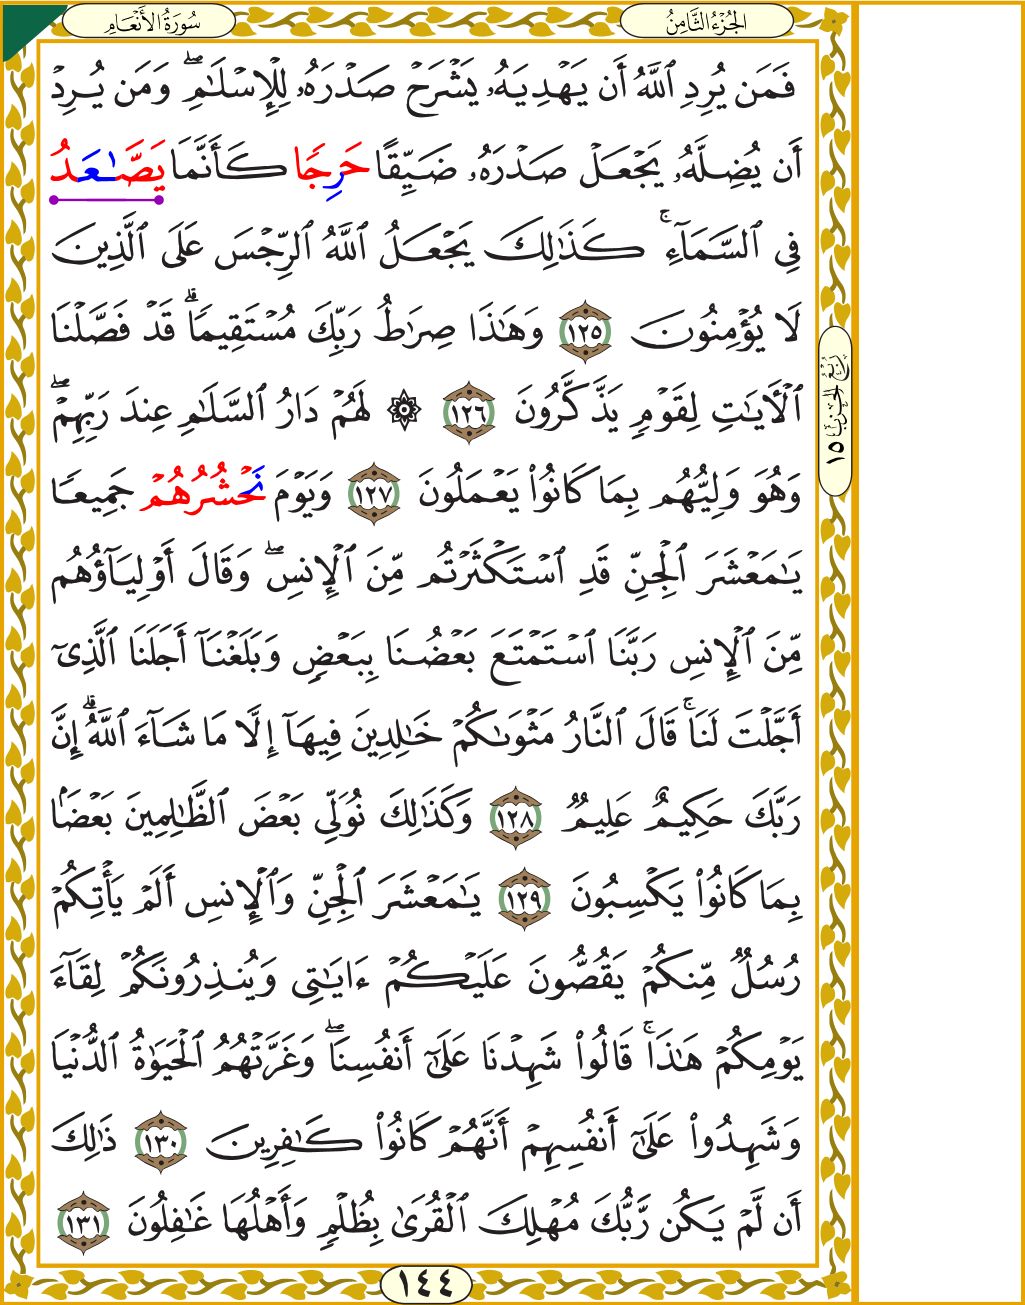 سُورَةُ الأَنْعَامِ
الجُزْءُ الثَّامِنُ
فَمَن يُرِدِ ٱللَّهُ أَن يَهْدِيَهُۥ يَشْرَحْ صَدْرَهُۥ لِلْإِسْلَٰمِۖ وَمَن يُرِدْ
أَن يُضِلَّهُۥ يَجْعَلْ صَدْرَهُۥ ضَيِّقًا حَرِجًا كَأَنَّمَا يَصَّٰعَدُ
فِى ٱلسَّمَآءِۚ كَذَٰلِكَ يَجْعَلُ ٱللَّهُ ٱلرِّجْسَ عَلَى ٱلَّذِينَ
لَا يُؤْمِنُونَ ١٢٥ وَهَٰذَا صِرَٰطُ رَبِّكَ مُسْتَقِيمًاۗ قَدْ فَصَّلْنَا
ٱلْأٓيَٰتِ لِقَوْمٍ يَذَّكَّرُونَ ١٢٦ ۞ لَهُمْ دَارُ ٱلسَّلَٰمِ عِندَ رَبِّهِمْۖ
وَهُوَ وَلِيُّهُم بِمَا كَانُوا۟ يَعْمَلُونَ ١٢٧ وَيَوْمَ نَحْشُرُهُمْ جَمِيعًا
يَٰمَعْشَرَ ٱلْجِنِّ قَدِ ٱسْتَكْثَرْتُم مِّنَ ٱلْإِنسِۖ وَقَالَ أَوْلِيَآؤُهُم
مِّنَ ٱلْإِنسِ رَبَّنَا ٱسْتَمْتَعَ بَعْضُنَا بِبَعْضٍ وَبَلَغْنَآ أَجَلَنَا ٱلَّذِىٓ
أَجَّلْتَ لَنَاۚ قَالَ ٱلنَّارُ مَثْوَىٰكُمْ خَٰلِدِينَ فِيهَآ إِلَّا مَا شَآءَ ٱللَّهُۗ إِنَّ
رَبَّكَ حَكِيمٌ عَلِيمٌ ١٢٨ وَكَذَٰلِكَ نُوَلِّى بَعْضَ ٱلظَّٰلِمِينَ بَعْضًۢا
بِمَا كَانُوا۟ يَكْسِبُونَ ١٢٩ يَٰمَعْشَرَ ٱلْجِنِّ وَٱلْإِنسِ أَلَمْ يَأْتِكُمْ
رُسُلٌ مِّنكُمْ يَقُصُّونَ عَلَيْكُمْ ءَايَٰتِى وَيُنذِرُونَكُمْ لِقَآءَ
يَوْمِكُمْ هَٰذَاۚ قَالُوا۟ شَهِدْنَا عَلَىٰٓ أَنفُسِنَاۖ وَغَرَّتْهُمُ ٱلْحَيَوٰةُ ٱلدُّنْيَا
وَشَهِدُوا۟ عَلَىٰٓ أَنفُسِهِمْ أَنَّهُمْ كَانُوا۟ كَٰفِرِينَ ١٣٠ ذَٰلِكَ
أَن لَّمْ يَكُن رَّبُّكَ مُهْلِكَ ٱلْقُرَىٰ بِظُلْمٍ وَأَهْلُهَا غَٰفِلُونَ ١٣١
رُبْعُ الحِزْبِ ١٥
١٤٤